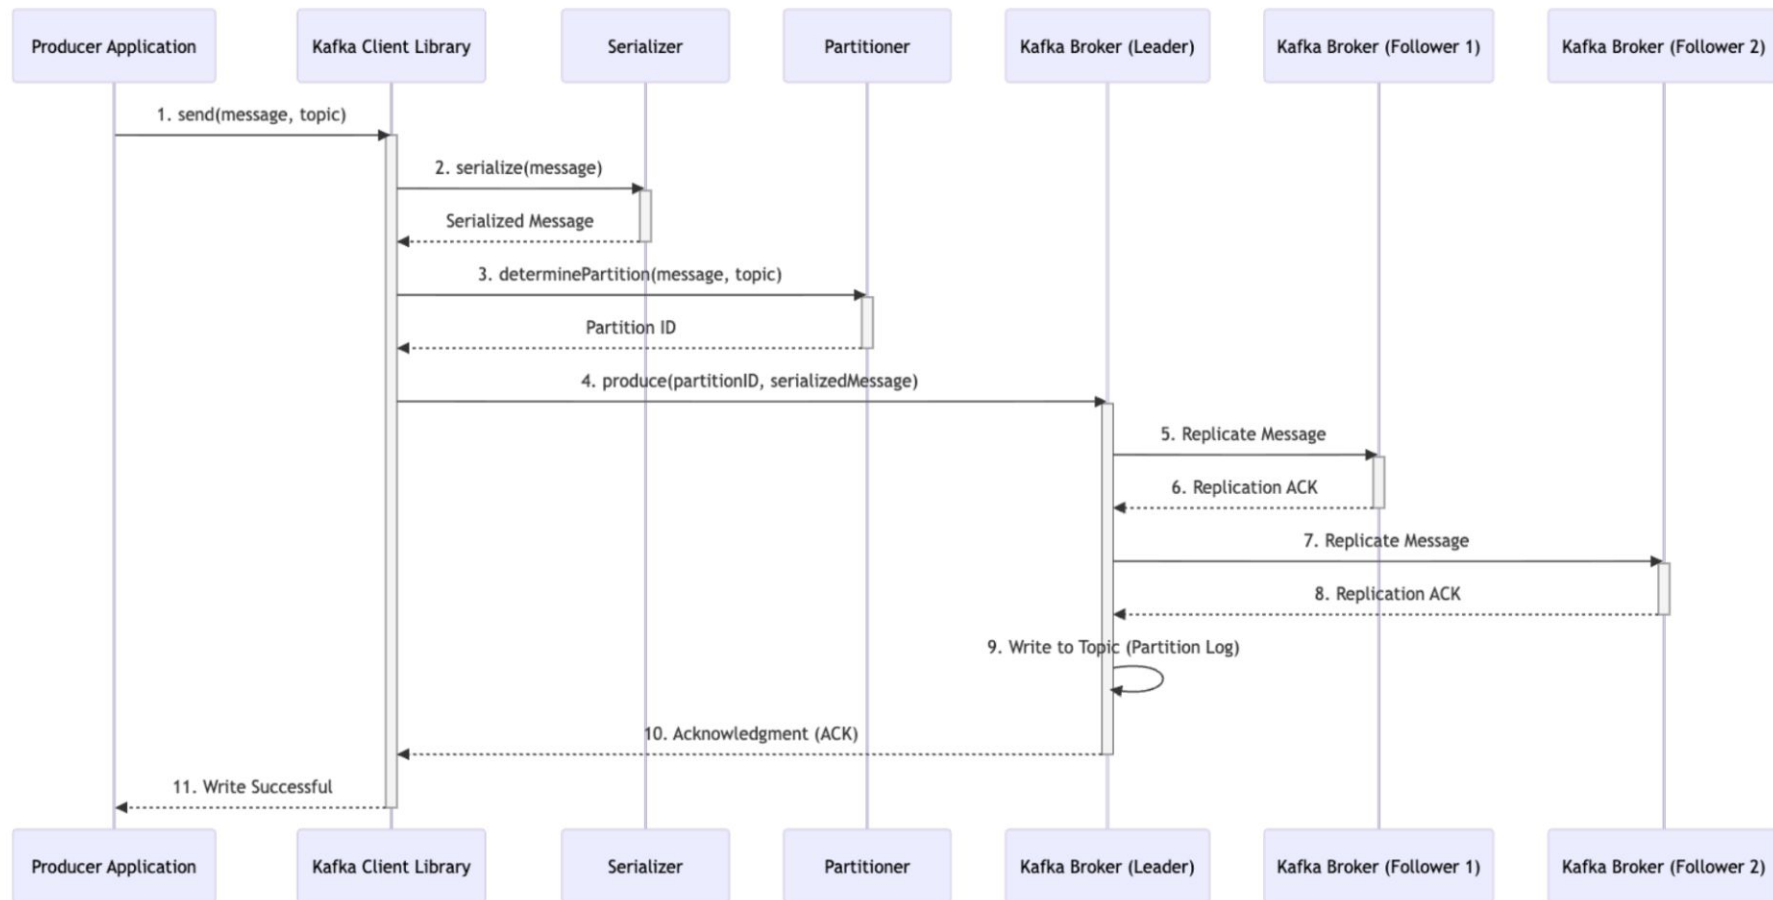 Producer Application
Kafka Client Library
Serializer
Partitioner
Kafka Broker (Leader)
Kafka Broker (Follower 1)
Kafka Broker (Follower 2)
1. send(message, topic)
2. serialize(message)
Serialized Message
3. determinePartition(message, topic)
Partition ID
4. produce(partitionID, serializedMessage)
5. Replicate Message
6. Replication ACK
7. Replicate Message
8. Replication ACK
9. Write to Topic (Partition Log)
10. Acknowledgment (ACK)
11. Write Successful
Producer Application
Kafka Client Library
Serializer
Partitioner
Kafka Broker (Leader)
Kafka Broker (Follower 1)
Kafka Broker (Follower 2)